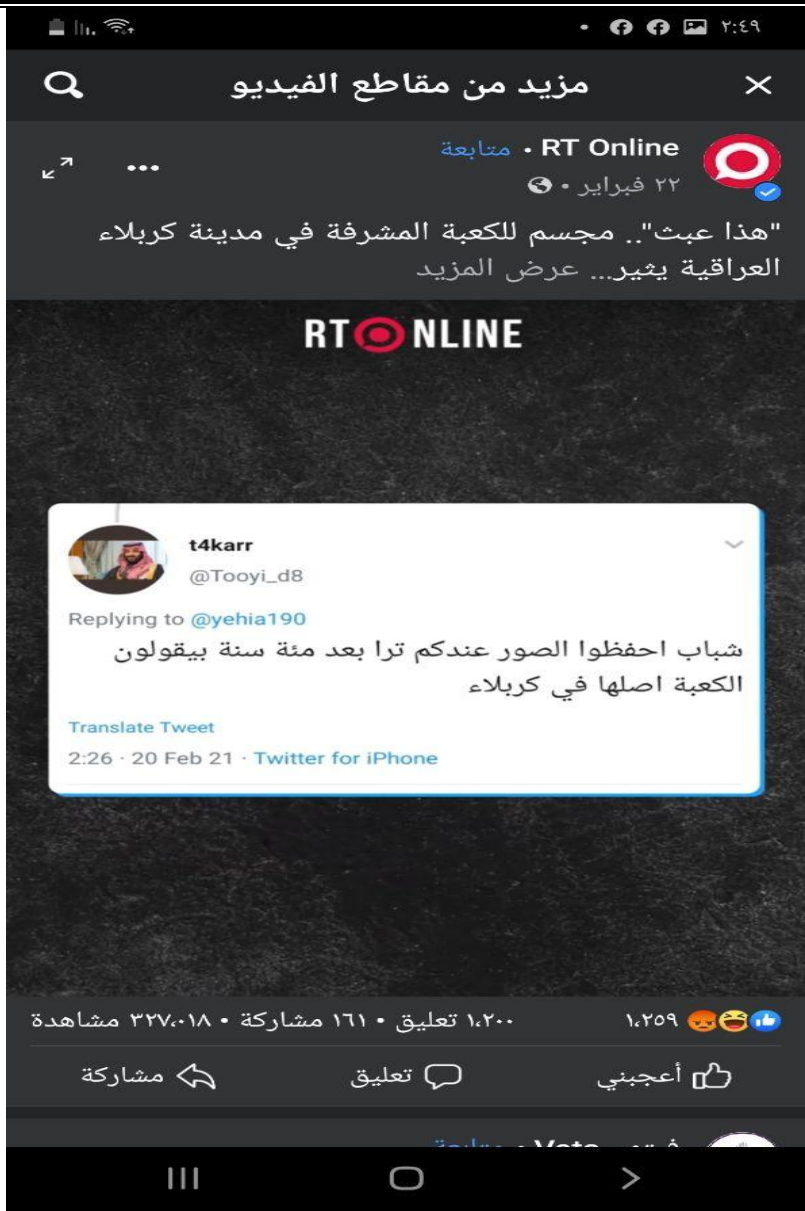 ٢:٤٩
مزيد من مقاطع الفيديو
RT Online • متابعة
٢٢ فبراير •
"هذا عبث".. مجسم للكعبة المشرفة في مدينة كربلاء
العراقية يثير... عرض المزيد
RT ONLINE
t4karr
@Tooyi_d8
Replying to @yehia190
شباب احفظوا الصور عندكم ترا بعد مئة سنة بيقولون
الكعبة اصلها في كربلاء
Translate Tweet
2:26 · 20 Feb 21 · Twitter for iPhone
١٬٢٥٩
١٬٢٠٠ تعليق • ١٦١ مشاركة • ٣٢٧٬٠١٨ مشاهدة
أعجبني
تعليق
مشاركة